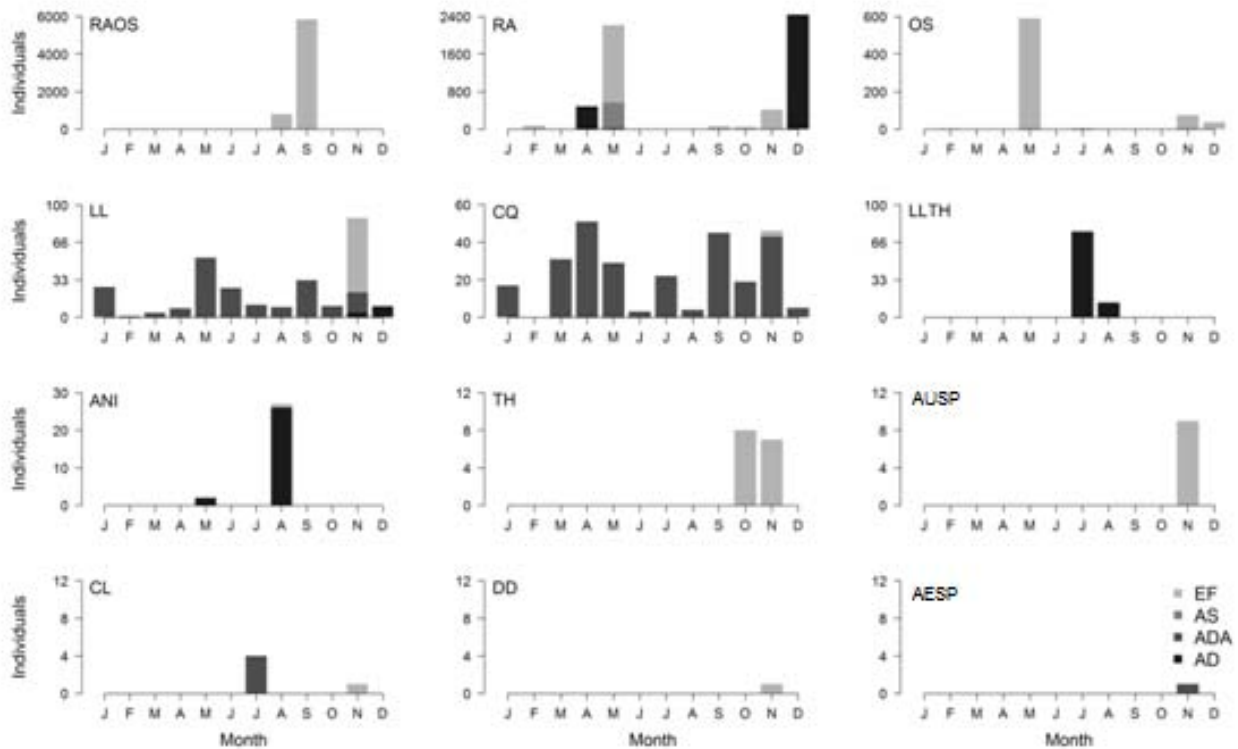 RAOS
Individuals
6000
4000
2000
0
J F M A M J J A S O N D
RA
2400
1600
800
0
J F M A M J J A S O N D
OS
600
400
200
0
J F M A M J J A S O N D
LL
Individuals
100
66
33
0
J F M A M J J A S O N D
CQ
60
40
20
0
J F M A M J J A S O N D
LLTH
100
66
33
0
J F M A M J J A S O N D
ANI
Individuals
30
20
10
0
J F M A M J J A S O N D
TH
12
8
4
0
J F M A M J J A S O N D
AUSP
12
8
4
0
J F M A M J J A S O N D
CL
Individuals
12
8
4
0
J F M A M J J A S O N D
Month
DD
12
8
4
0
J F M A M J J A S O N D
Month
AESP
12
8
4
0
J F M A M J J A S O N D
Month
EF
AS
ADA
AD